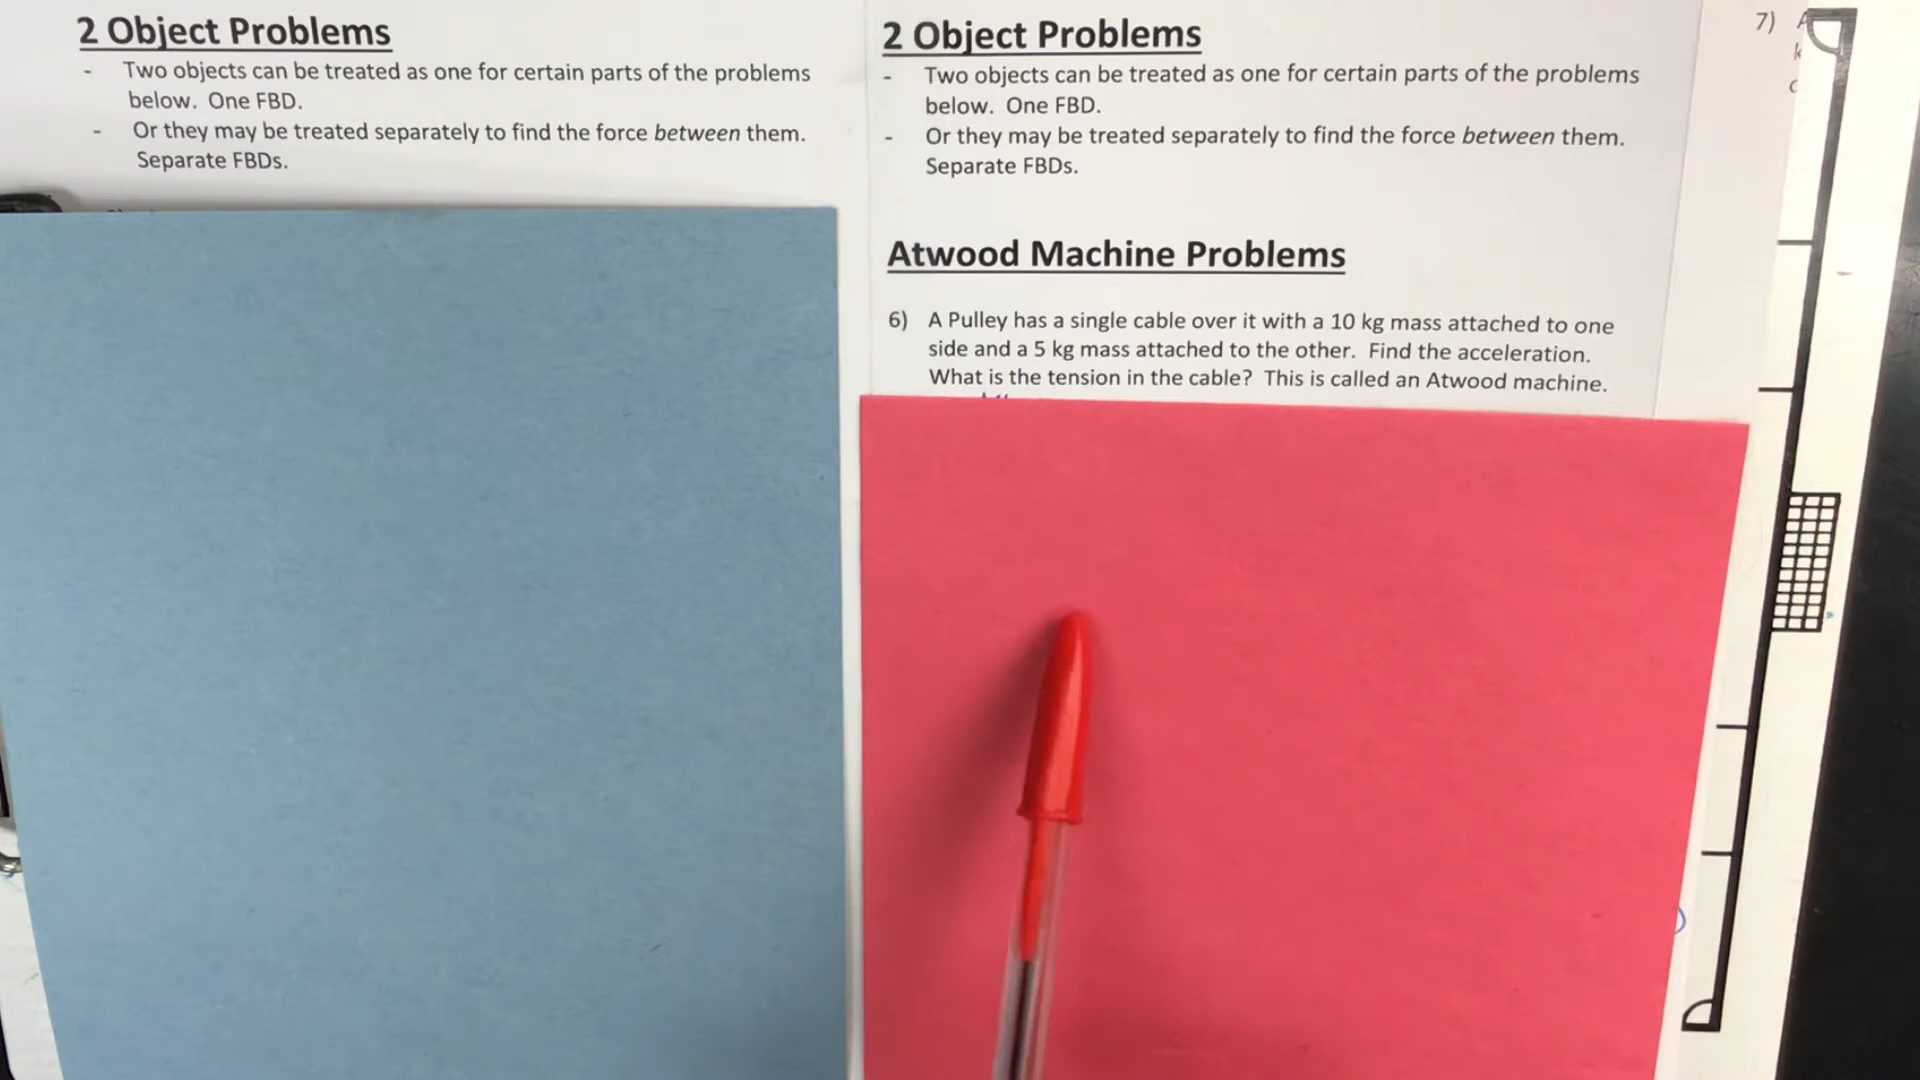 2 Object Problems
- Two objects can be treated as one for certain parts of the problems
below. One FBD.
- Or they may be treated separately to find the force between them.
Separate FBDs.
2 Object Problems
- Two objects can be treated as one for certain parts of the problems
below. One FBD.
- Or they may be treated separately to find the force between them.
Separate FBDs.
Atwood Machine Problems
6) A Pulley has a single cable over it with a 10 kg mass attached to one
side and a 5 kg mass attached to the other. Find the acceleration.
What is the tension in the cable? This is called an Atwood machine.
7)